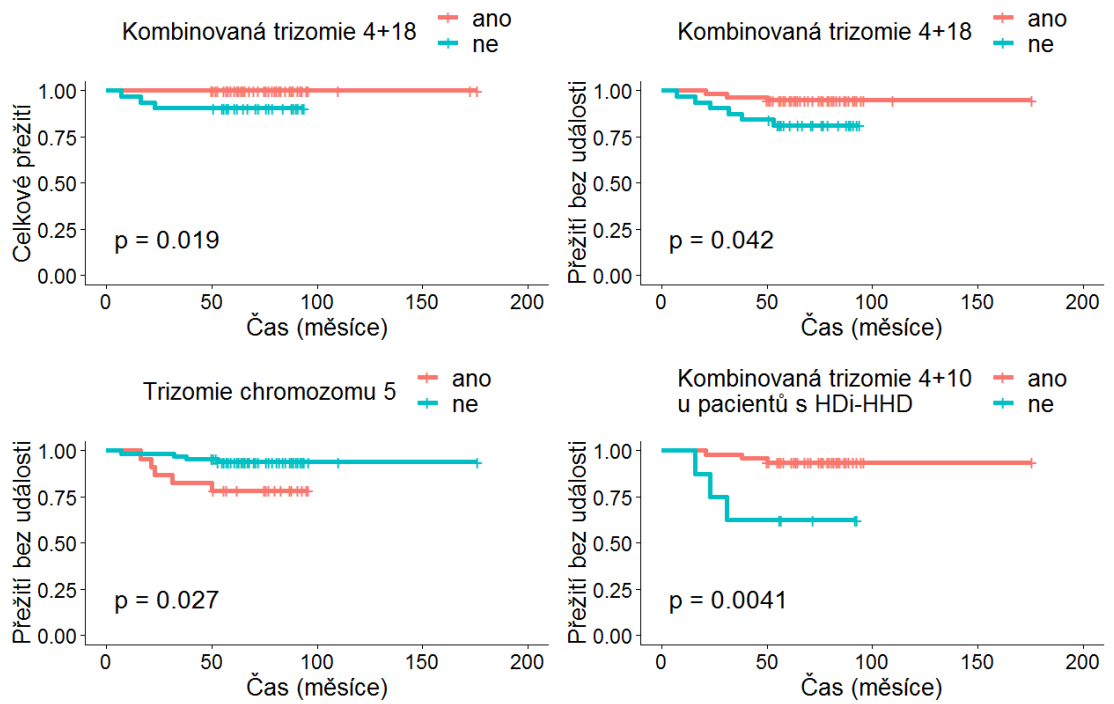 Kombinovaná trizomie 4+18
ano
ne
Celkové přežití
1.00
0.75
0.50
0.25
0.00
p = 0.019
0 50 100 150 200
Čas (měsíce)
Kombinovaná trizomie 4+18
ano
ne
Přežití bez události
1.00
0.75
0.50
0.25
0.00
p = 0.042
0 50 100 150 200
Čas (měsíce)
Trizomie chromozomu 5
ano
ne
Přežití bez události
1.00
0.75
0.50
0.25
0.00
p = 0.027
0 50 100 150 200
Čas (měsíce)
Kombinovaná trizomie 4+10
u pacientů s HDi-HHD
ano
ne
Přežití bez události
1.00
0.75
0.50
0.25
0.00
p = 0.0041
0 50 100 150 200
Čas (měsíce)